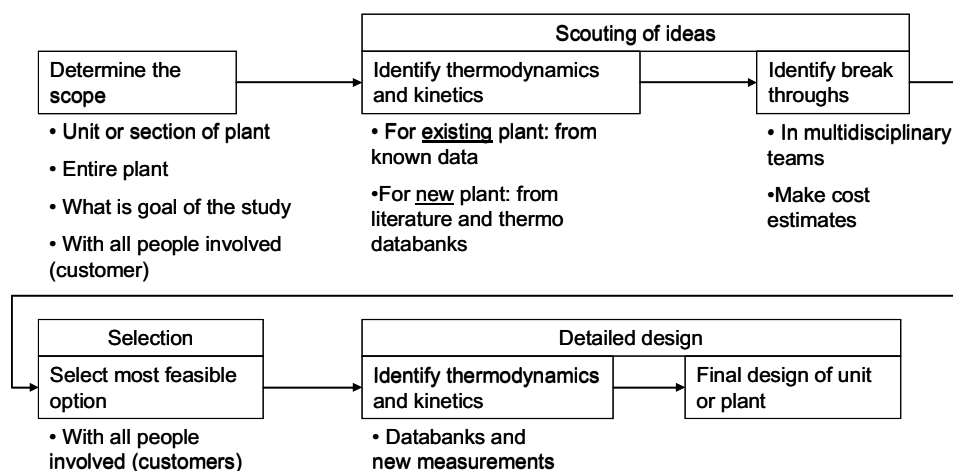 Scouting of ideas
Determine the
scope
Identify thermodynamics
and kinetics
Identify break
throughs
• Unit or section of plant
• Entire plant
• What is goal of the study
• With all people involved
(customer)
• For existing plant: from
known data
•For new plant: from
literature and thermo
databanks
• In multidisciplinary
teams
•Make cost
estimates
Selection
Select most feasible
option
• With all people
involved (customers)
Detailed design
Identify thermodynamics
and kinetics
• Databanks and
new measurements
Final design of unit
or plant